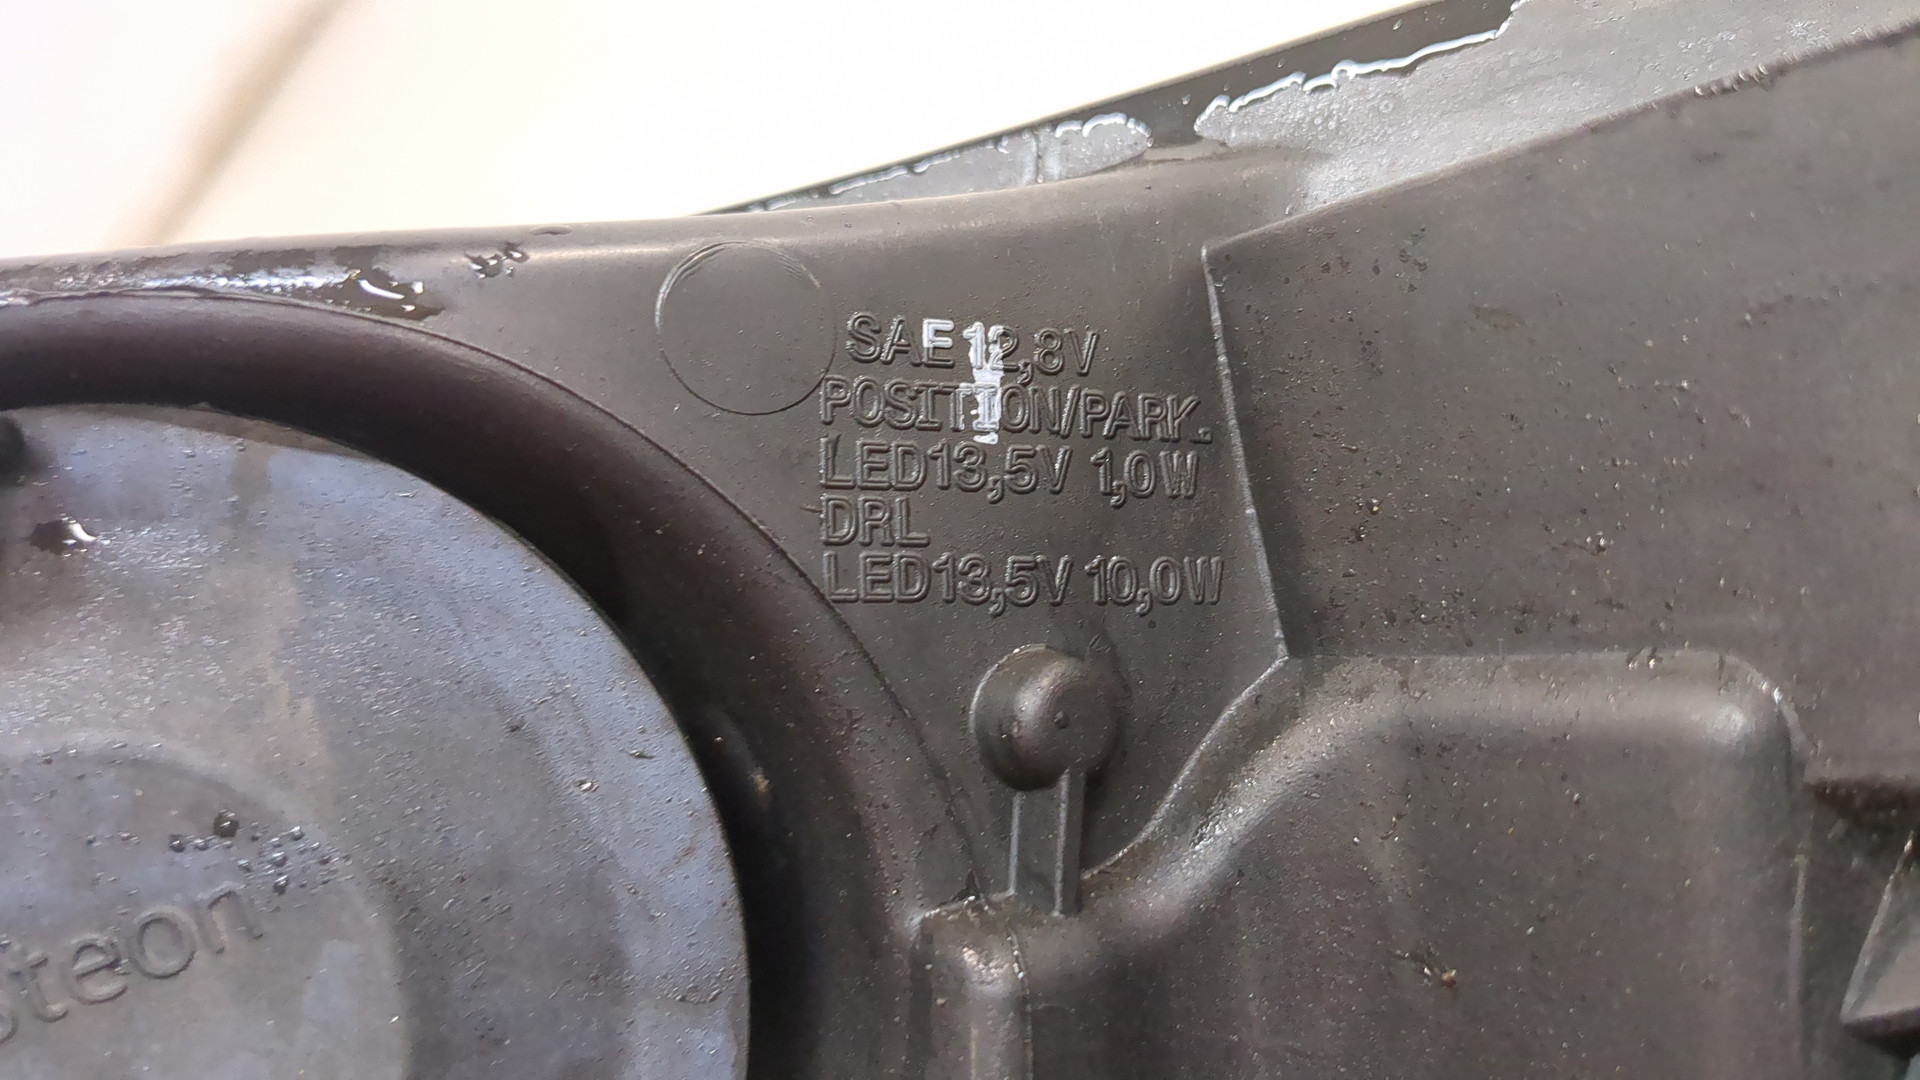 SAE 12,8V
POSITION/PARK.
LED13,5V 1,0W
DRL
LED13,5V 10,0W
steon